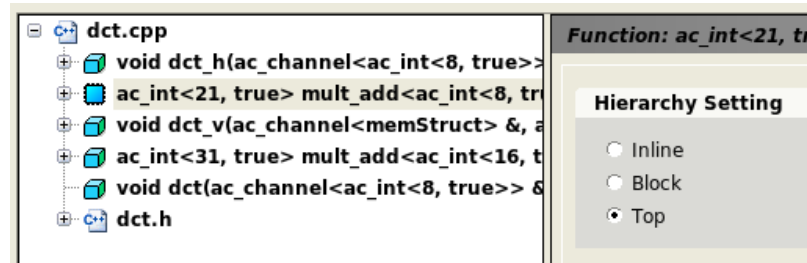 dct.cpp
void dct_h(ac_channel<ac_int<8, true>>
ac_int<21, true> mult_add<ac_int<8, tr
void dct_v(ac_channel<memStruct> &, a
ac_int<31, true> mult_add<ac_int<16, t
void dct(ac_channel<ac_int<8, true>> &
dct.h
Function: ac_int<21, tr
Hierarchy Setting
Inline
Block
Top